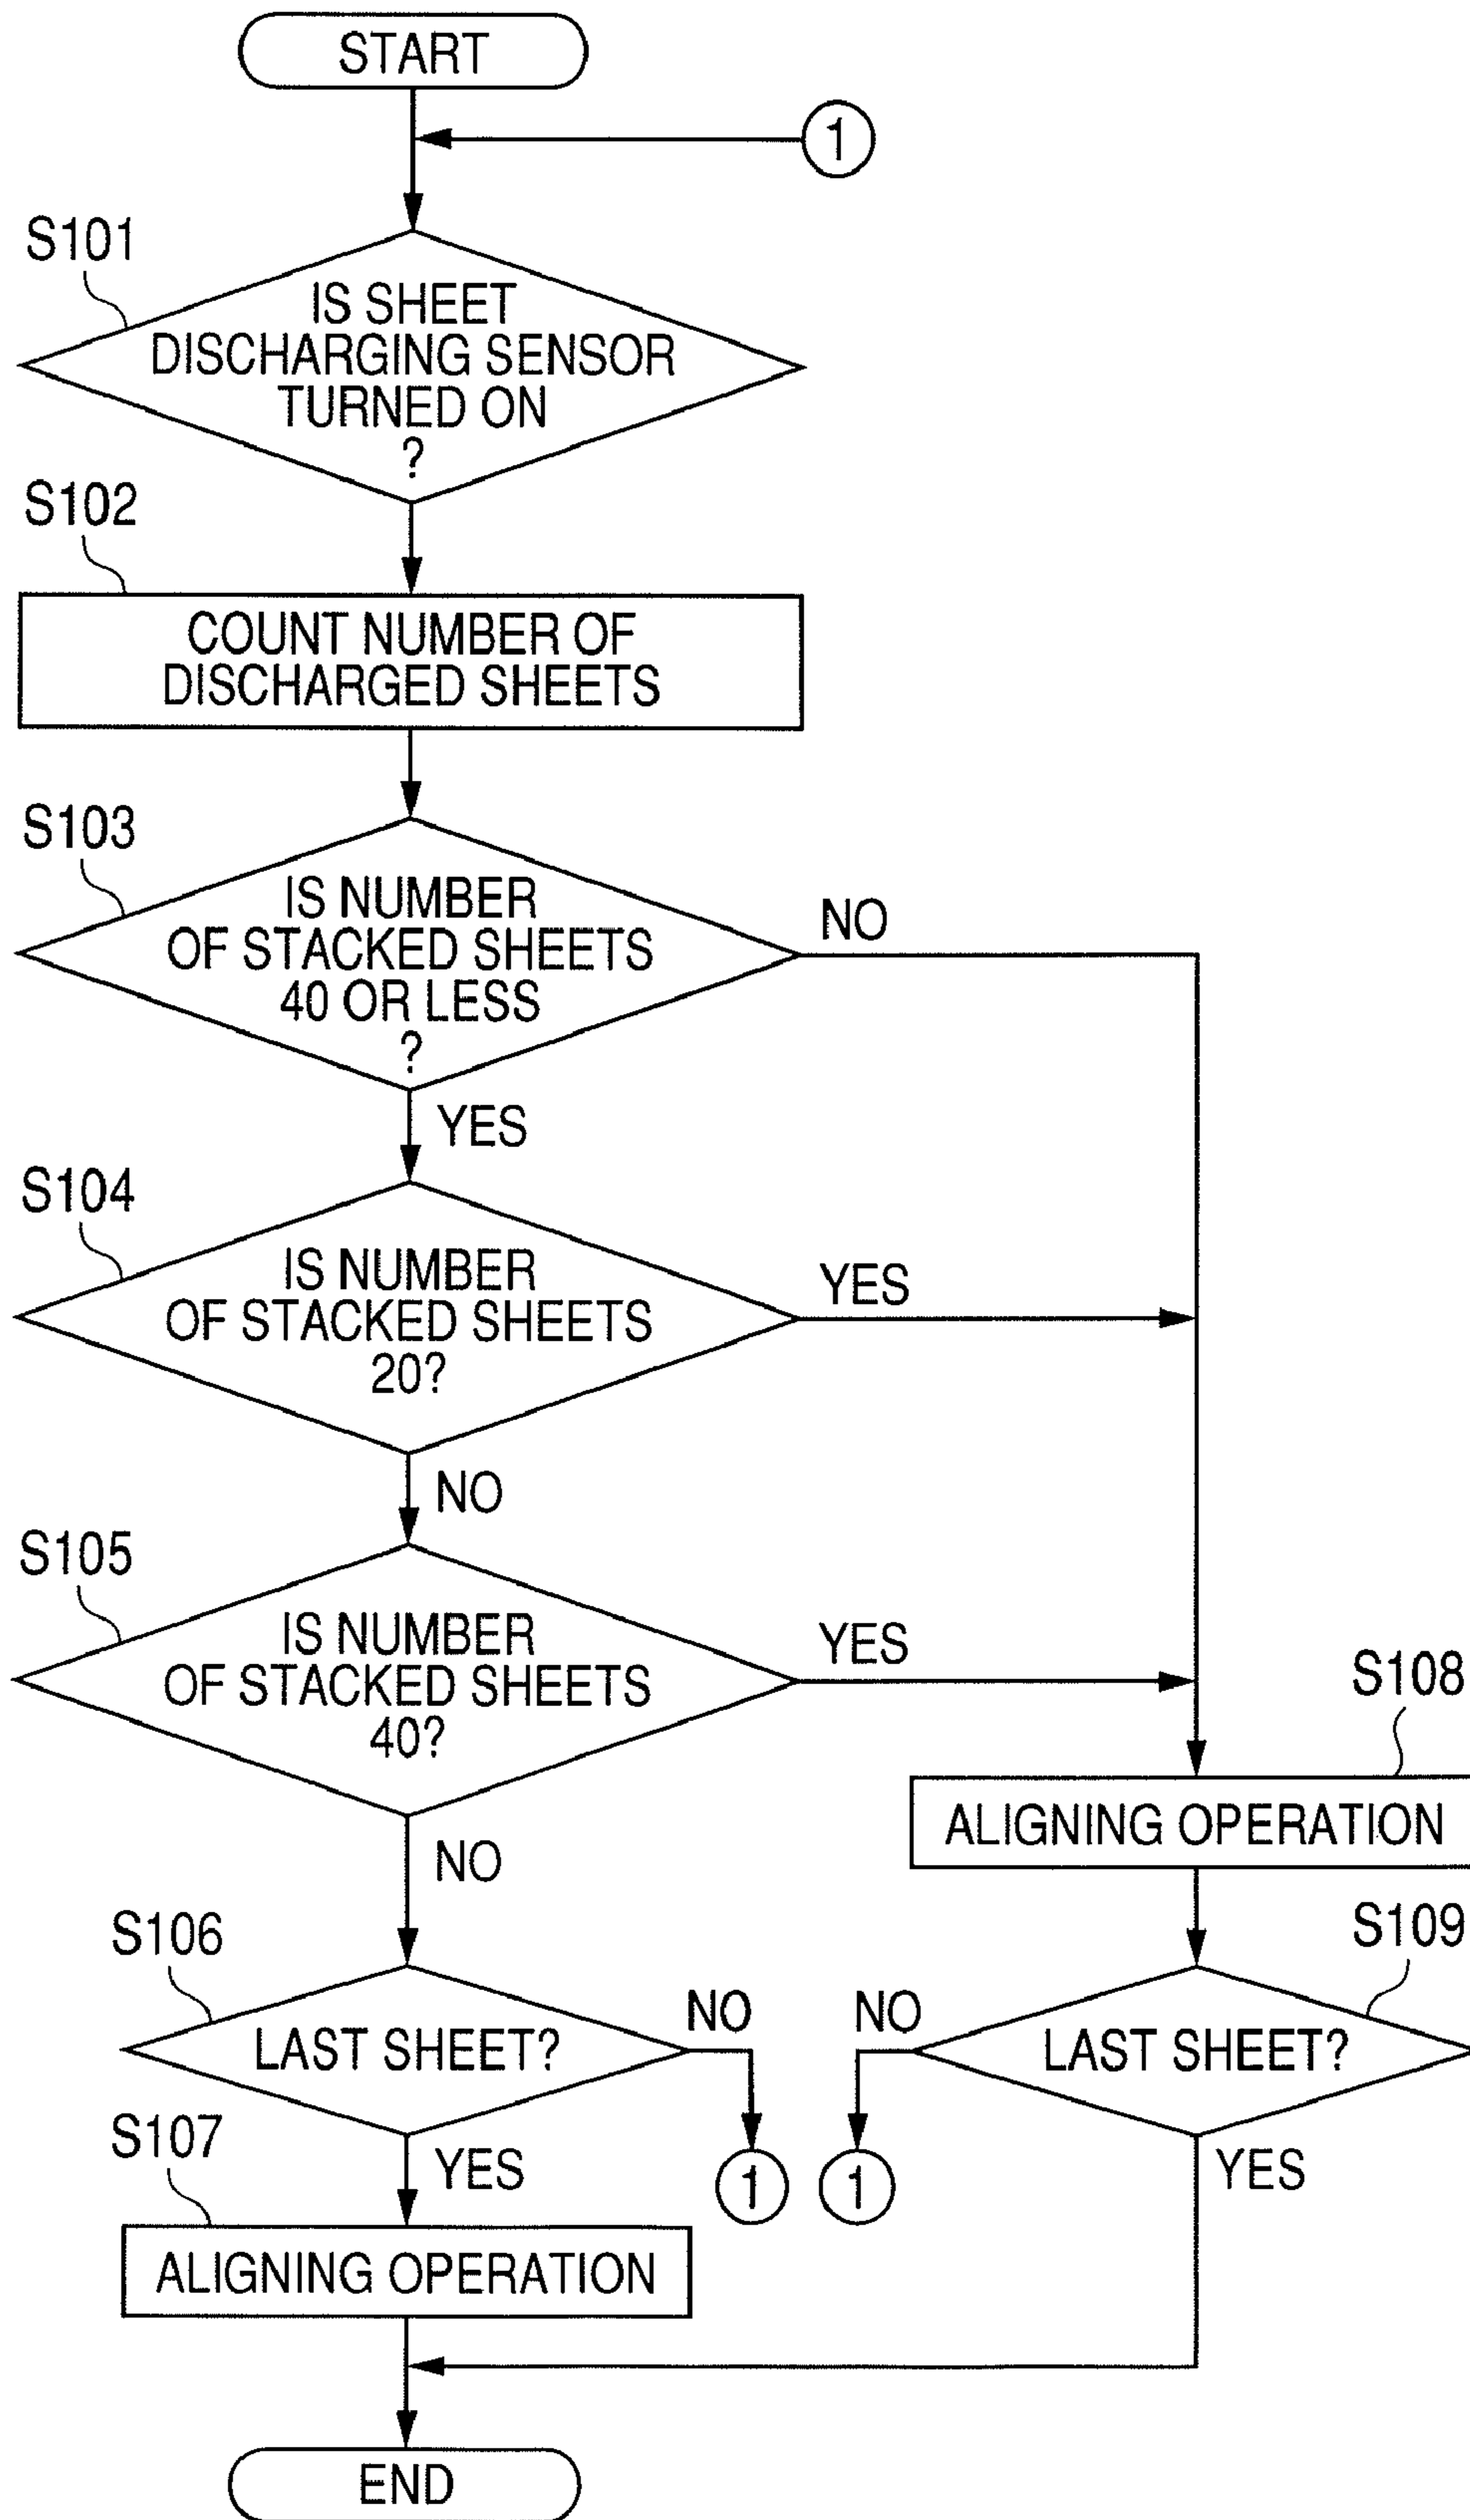 START
1
S101
IS SHEET
DISCHARGING SENSOR
TURNED ON
?
S102
COUNT NUMBER OF
DISCHARGED SHEETS
S103
IS NUMBER
OF STACKED SHEETS
40 OR LESS
?
NO
YES
S104
IS NUMBER
OF STACKED SHEETS
20?
YES
NO
S105
IS NUMBER
OF STACKED SHEETS
40?
YES
NO
S108
ALIGNING OPERATION
S106
LAST SHEET?
NO
1
YES
S109
LAST SHEET?
NO
1
YES
S107
ALIGNING OPERATION
END